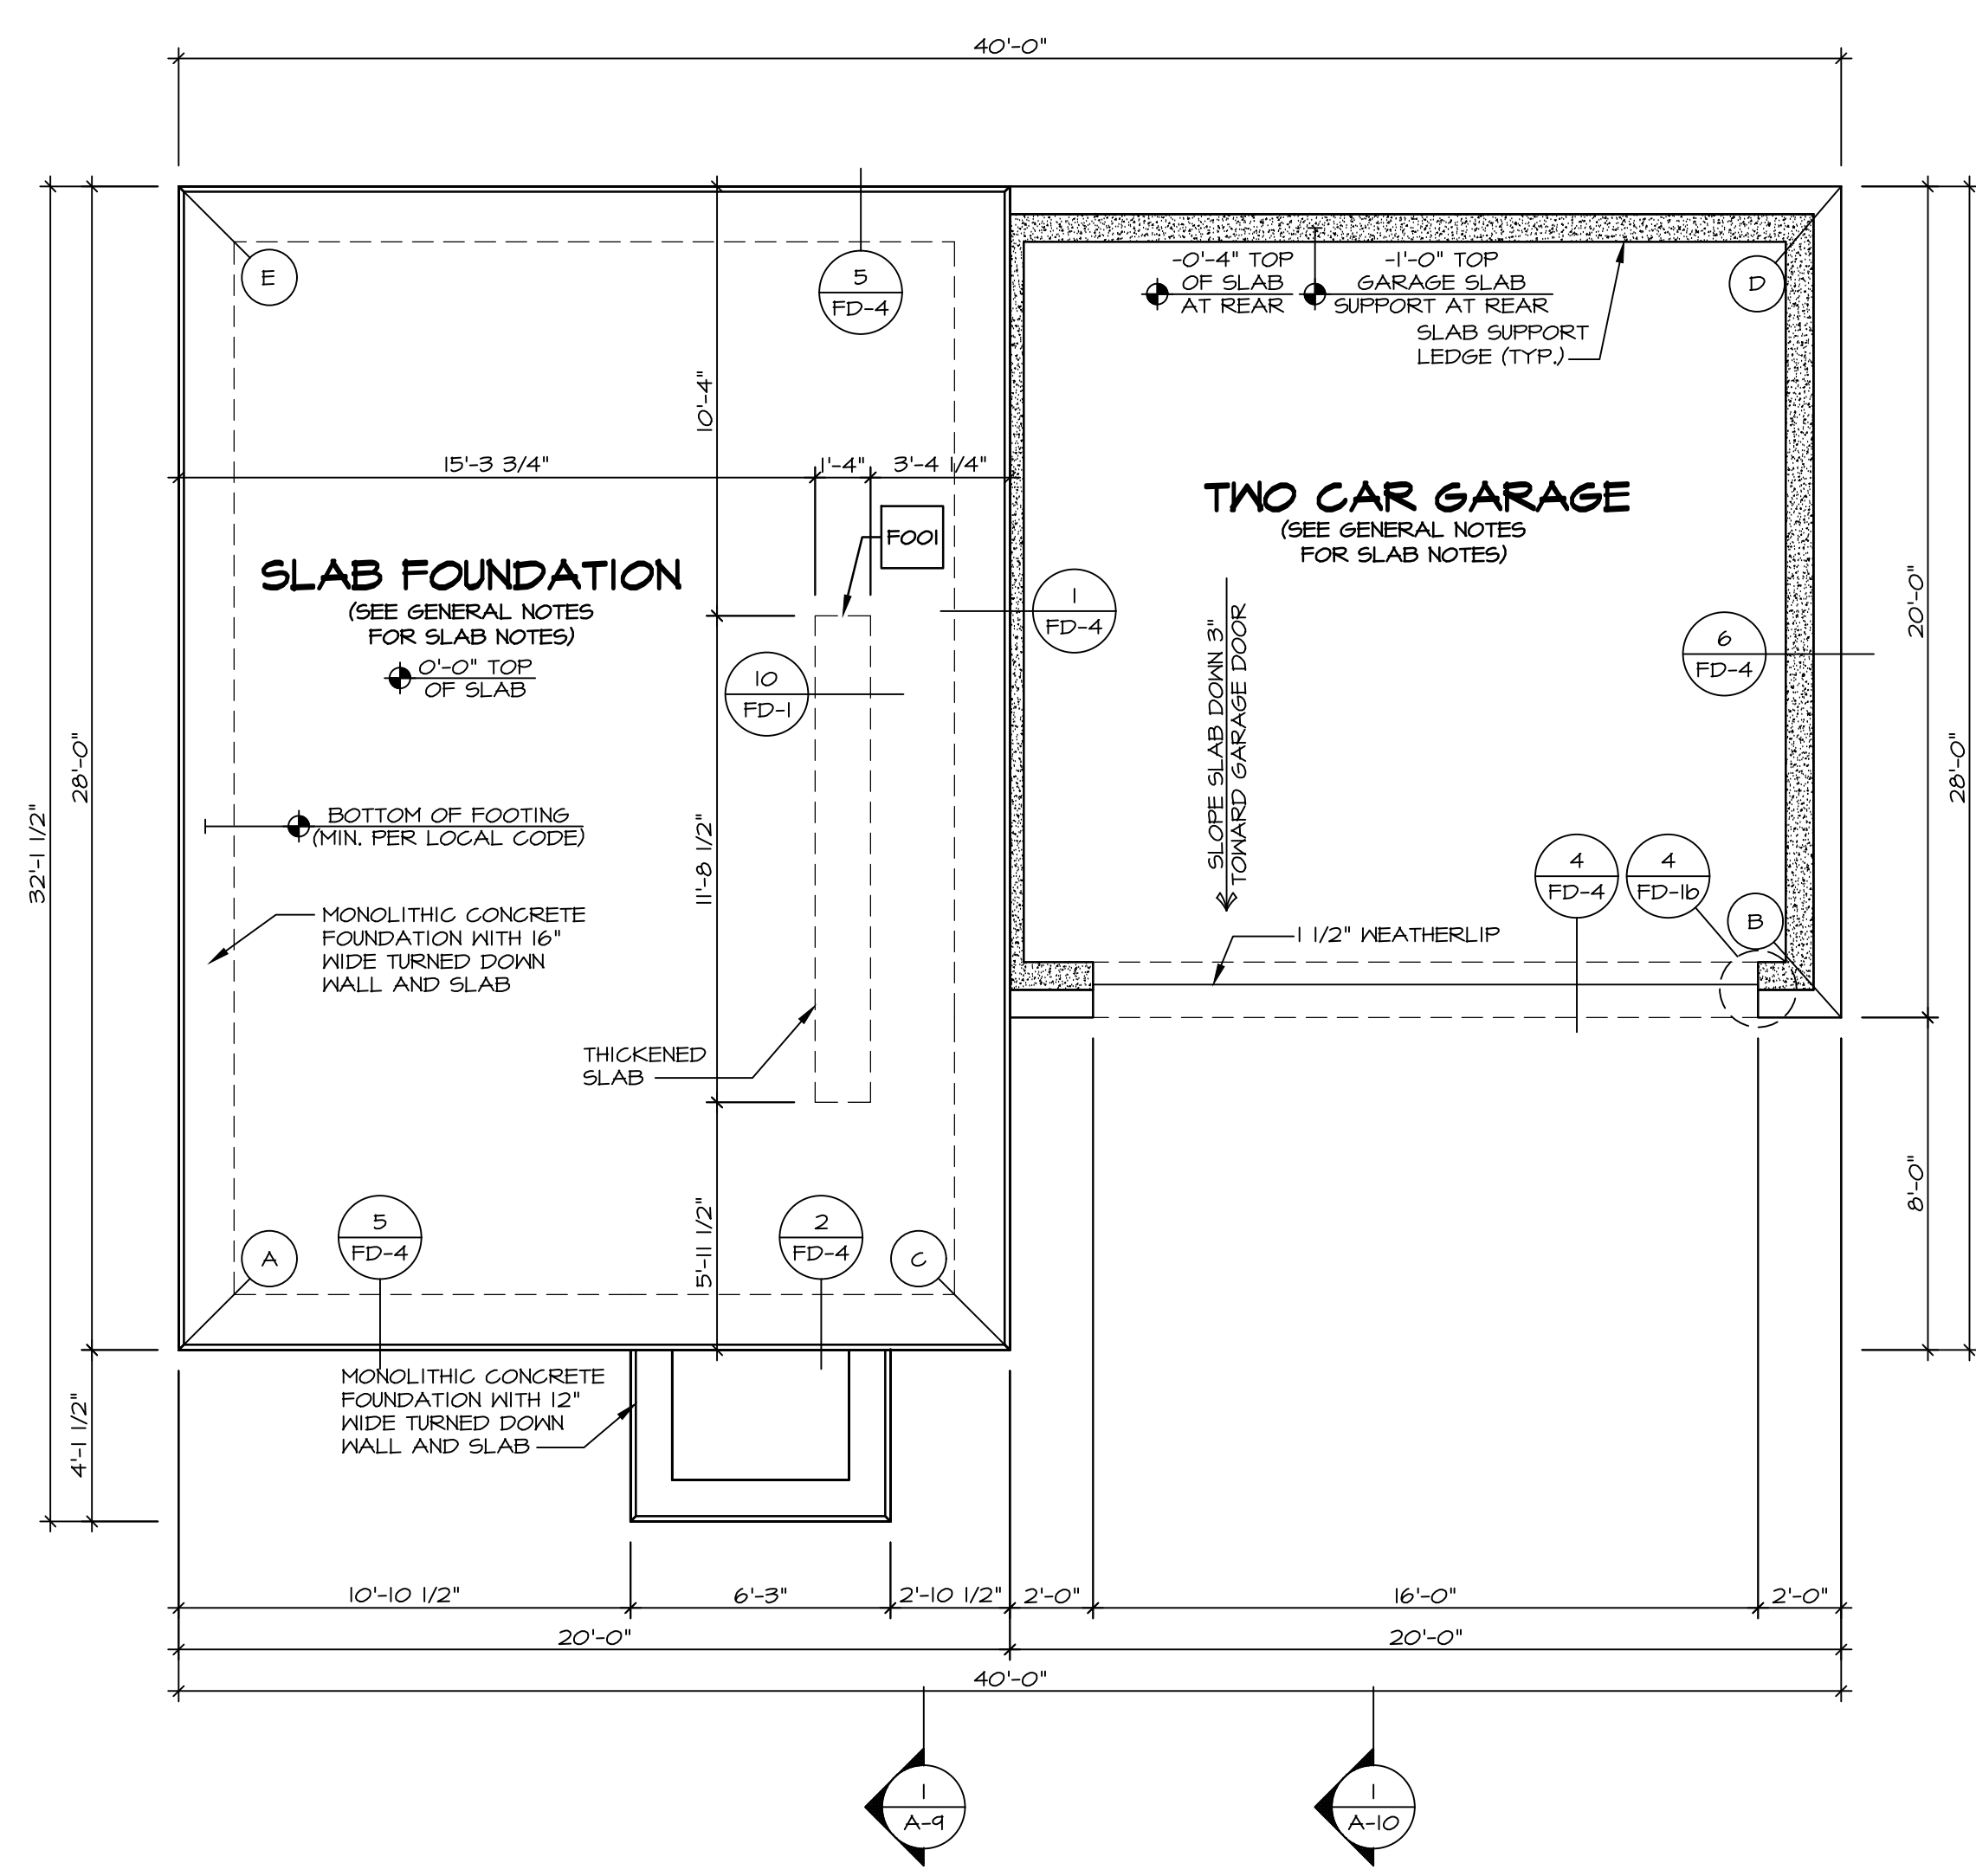 40'-0"
E
5
FD-4
-0'-4" TOP
OF SLAB
AT REAR
-1'-0" TOP
GARAGE SLAB
SUPPORT AT REAR
D
SLAB SUPPORT
LEDGE (TYP.)
10'-4"
15'-3 3/4"
1'-4"
3'-4 1/4"
F001
TWO CAR GARAGE
(SEE GENERAL NOTES
FOR SLAB NOTES)
SLAB FOUNDATION
(SEE GENERAL NOTES
FOR SLAB NOTES)
0'-0" TOP
OF SLAB
1
FD-4
10
FD-1
6
FD-4
20'-0"
28'-0"
28'-0"
32'-1 1/2"
SLOPE SLAB DOWN 3"
TOWARD GARAGE DOOR
BOTTOM OF FOOTING
(MIN. PER LOCAL CODE)
11'-8 1/2"
4
FD-4
4
FD-1b
B
MONOLITHIC CONCRETE
FOUNDATION WITH 16"
WIDE TURNED DOWN
WALL AND SLAB
1 1/2" WEATHERLIP
THICKENED
SLAB
8'-0"
A
5
FD-4
5'-11 1/2"
2
FD-4
C
MONOLITHIC CONCRETE
FOUNDATION WITH 12"
WIDE TURNED DOWN
WALL AND SLAB
4'-1 1/2"
10'-10 1/2"
6'-3"
2'-10 1/2"
2'-0"
16'-0"
2'-0"
20'-0"
20'-0"
40'-0"
1
A-9
1
A-10